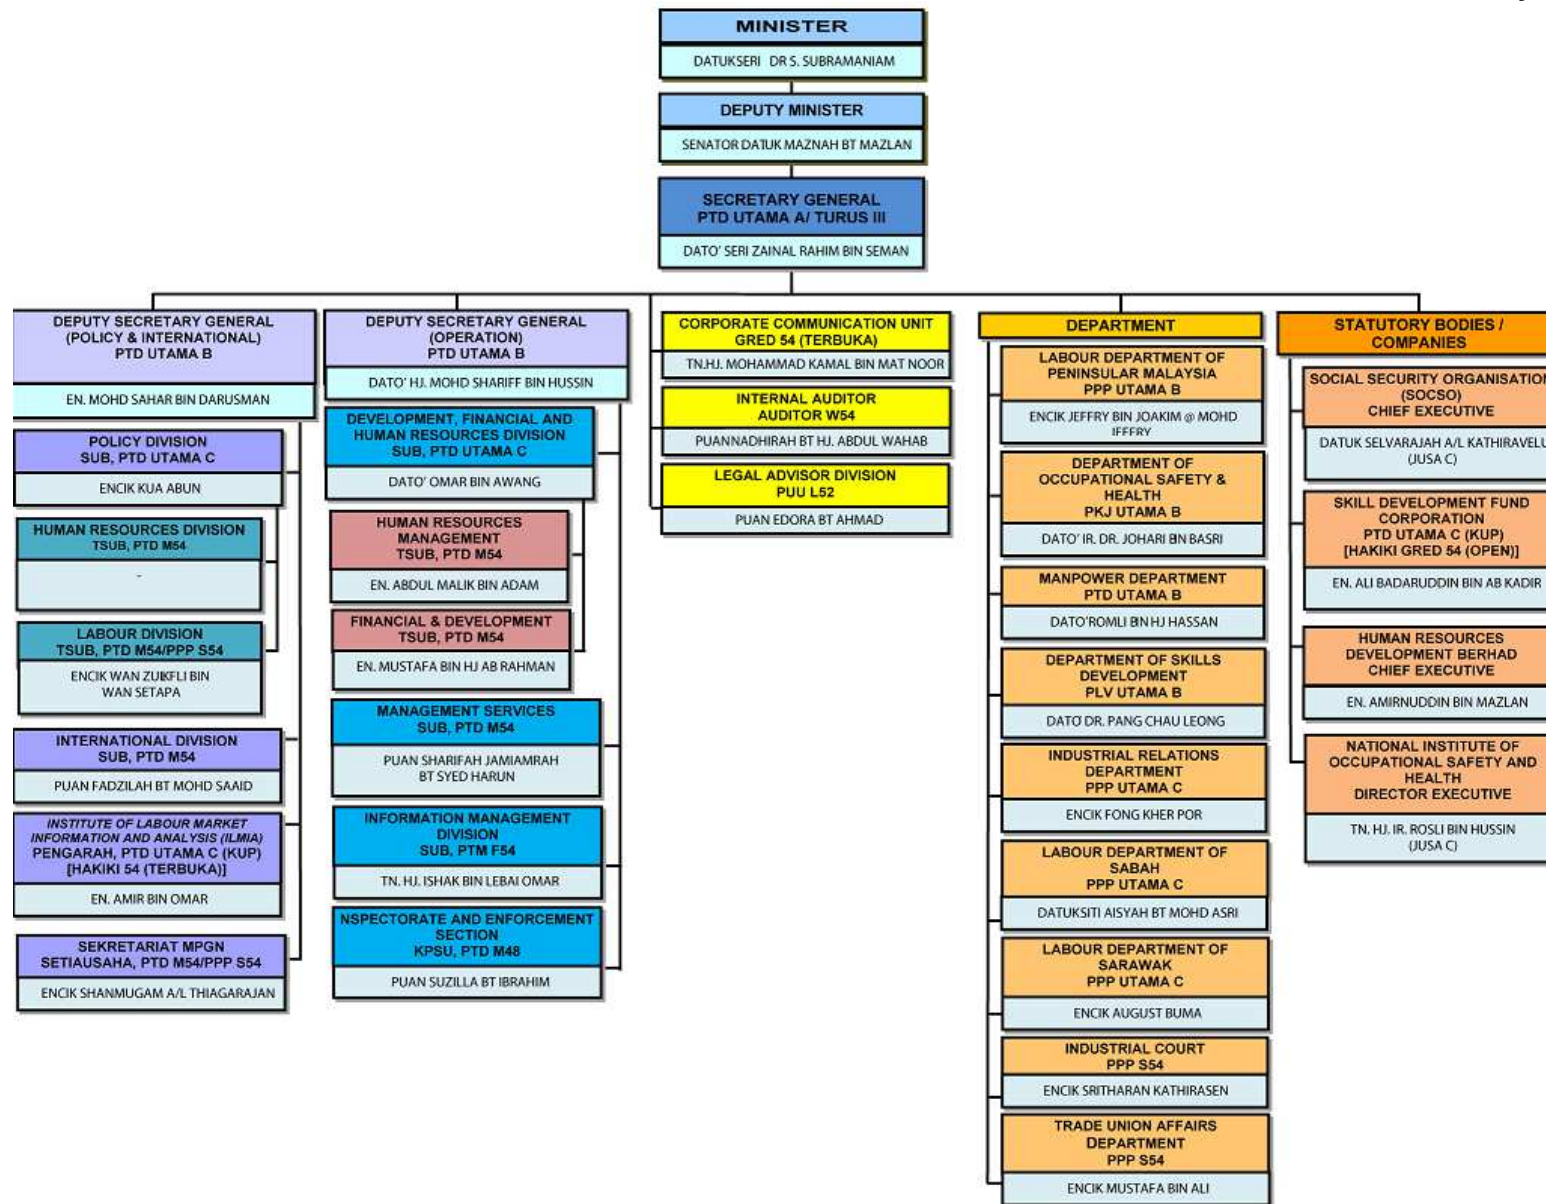 MINISTER
DATUKSERI DR S. SUBRAMANIAM
DEPUTY MINISTER
SENATOR DATUK MAZNAH BT MAZLAN
SECRETARY GENERAL
PTD UTAMA A/ TURUS III
DATO' SERI ZAINAL RAHIM BIN SEMAN
DEPUTY SECRETARY GENERAL
(POLICY & INTERNATIONAL)
PTD UTAMA B
EN. MOHD SAHAR BIN DARUSMAN
POLICY DIVISION
SUB, PTD UTAMA C
ENCIK KUA ABUN
HUMAN RESOURCES DIVISION
TSUB, PTD M54
-
LABOUR DIVISION
TSUB, PTD M54/PPP S54
ENCIK WAN ZULKFLI BIN
WAN SETAPA
INTERNATIONAL DIVISION
SUB, PTD M54
PUAN FADZILAH BT MOHD SAAID
INSTITUTE OF LABOUR MARKET
INFORMATION AND ANALYSIS (ILMIA)
PENGARAH, PTD UTAMA C (KUP)
[HAKIKI 54 (TERBUKA)]
EN. AMIR BIN OMAR
SEKRETARIAT MPGN
SETIAUSAHA, PTD M54/PPP S54
ENCIK SHANMUGAM A/L THIAGARAJAN
DEPUTY SECRETARY GENERAL
(OPERATION)
PTD UTAMA B
DATO' HJ. MOHD SHARIFF BIN HUSSIN
DEVELOPMENT, FINANCIAL AND
HUMAN RESOURCES DIVISION
SUB, PTD UTAMA C
DATO' OMAR BIN AWANG
HUMAN RESOURCES
MANAGEMENT
TSUB, PTD M54
EN. ABDUL MALIK BIN ADAM
FINANCIAL & DEVELOPMENT
TSUB, PTD M54
EN. MUSTAFA BIN HJ AB RAHMAN
MANAGEMENT SERVICES
SUB, PTD M54
PUAN SHARIFAH JAMIAMRAH
BT SYED HARUN
INFORMATION MANAGEMENT
DIVISION
SUB, PTM F54
TN. HJ. ISHAK BIN LEBAI OMAR
NSPECTORATE AND ENFORCEMENT
SECTION
KPSU, PTD M48
PUAN SUZILLA BT IBRAHIM
CORPORATE COMMUNICATION UNIT
GRED 54 (TERBUKA)
TN.HJ. MOHAMMAD KAMAL BIN MAT NOOR
INTERNAL AUDITOR
AUDITOR W54
PUANNADHIRAH BT HJ. ABDUL WAHAB
LEGAL ADVISOR DIVISION
PUU L52
PUAN EDORA BT AHMAD
DEPARTMENT
LABOUR DEPARTMENT OF
PENINSULAR MALAYSIA
PPP UTAMA B
ENCIK JEFFRY BIN JOAKIM @ MOHD
JEFFRY
DEPARTMENT OF
OCCUPATIONAL SAFETY &
HEALTH
PKJ UTAMA B
DATO' IR. DR. JOHARI BIN BASRI
MANPOWER DEPARTMENT
PTD UTAMA B
DATO'ROMLI BIN HJ HASSAN
DEPARTMENT OF SKILLS
DEVELOPMENT
PLV UTAMA B
DATO' DR. PANG CHAU LEONG
INDUSTRIAL RELATIONS
DEPARTMENT
PPP UTAMA C
ENCIK FONG KHER POR
LABOUR DEPARTMENT OF
SABAH
PPP UTAMA C
DATUKSITI AISYAH BT MOHD ASRI
LABOUR DEPARTMENT OF
SARAWAK
PPP UTAMA C
ENCIK AUGUST BUMA
INDUSTRIAL COURT
PPP S54
ENCIK SRITHARAN KATHIRASEN
TRADE UNION AFFAIRS
DEPARTMENT
PPP S54
ENCIK MUSTAFA BIN ALI
STATUTORY BODIES /
COMPANIES
SOCIAL SECURITY ORGANISATION
(SOCSO)
CHIEF EXECUTIVE
DATUK SELVARAJAH A/L KATHIRAVELU
(JUSA C)
SKILL DEVELOPMENT FUND
CORPORATION
PTD UTAMA C (KUP)
[HAKIKI GRED 54 (OPEN)]
EN. ALI BADARUDDIN BIN AB KADIR
HUMAN RESOURCES
DEVELOPMENT BERHAD
CHIEF EXECUTIVE
EN. AMIRNUDDIN BIN MAZLAN
NATIONAL INSTITUTE OF
OCCUPATIONAL SAFETY AND
HEALTH
DIRECTOR EXECUTIVE
TN. HJ. IR. ROSLI BIN HUSSIN
(JUSA C)